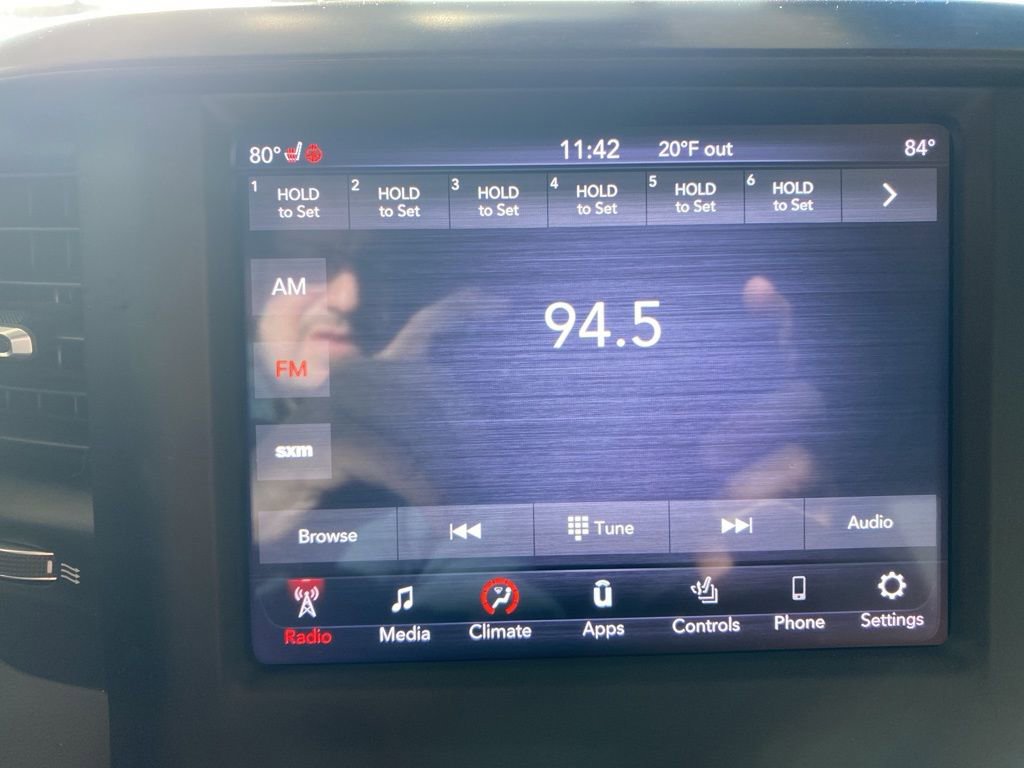 80° 11:42 20°F out 84°
1 HOLD to Set 2 HOLD to Set 3 HOLD to Set 4 HOLD to Set 5 HOLD to Set 6 HOLD to Set
AM
94.5
FM
sxm
Browse Tune Audio
Radio Media Climate Apps Controls Phone Settings